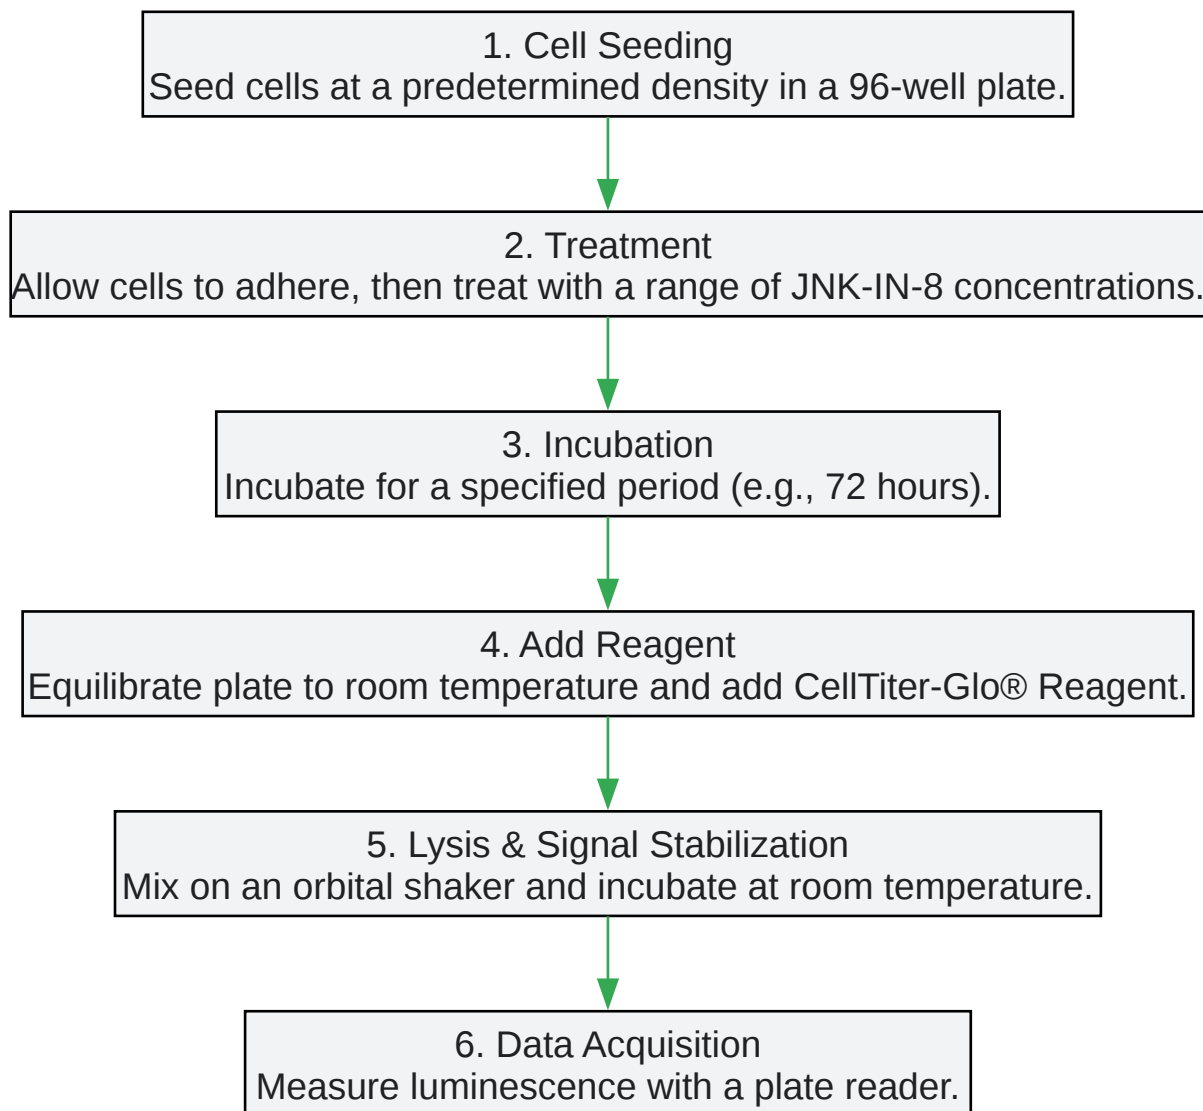 1. Cell Seeding
Seed cells at a predetermined density in a 96-well plate.
2. Treatment
Allow cells to adhere, then treat with a range of JNK-IN-8 concentrations.
3. Incubation
Incubate for a specified period (e.g., 72 hours).
4. Add Reagent
Equilibrate plate to room temperature and add CellTiter-Glo® Reagent.
5. Lysis & Signal Stabilization
Mix on an orbital shaker and incubate at room temperature.
6. Data Acquisition
Measure luminescence with a plate reader.